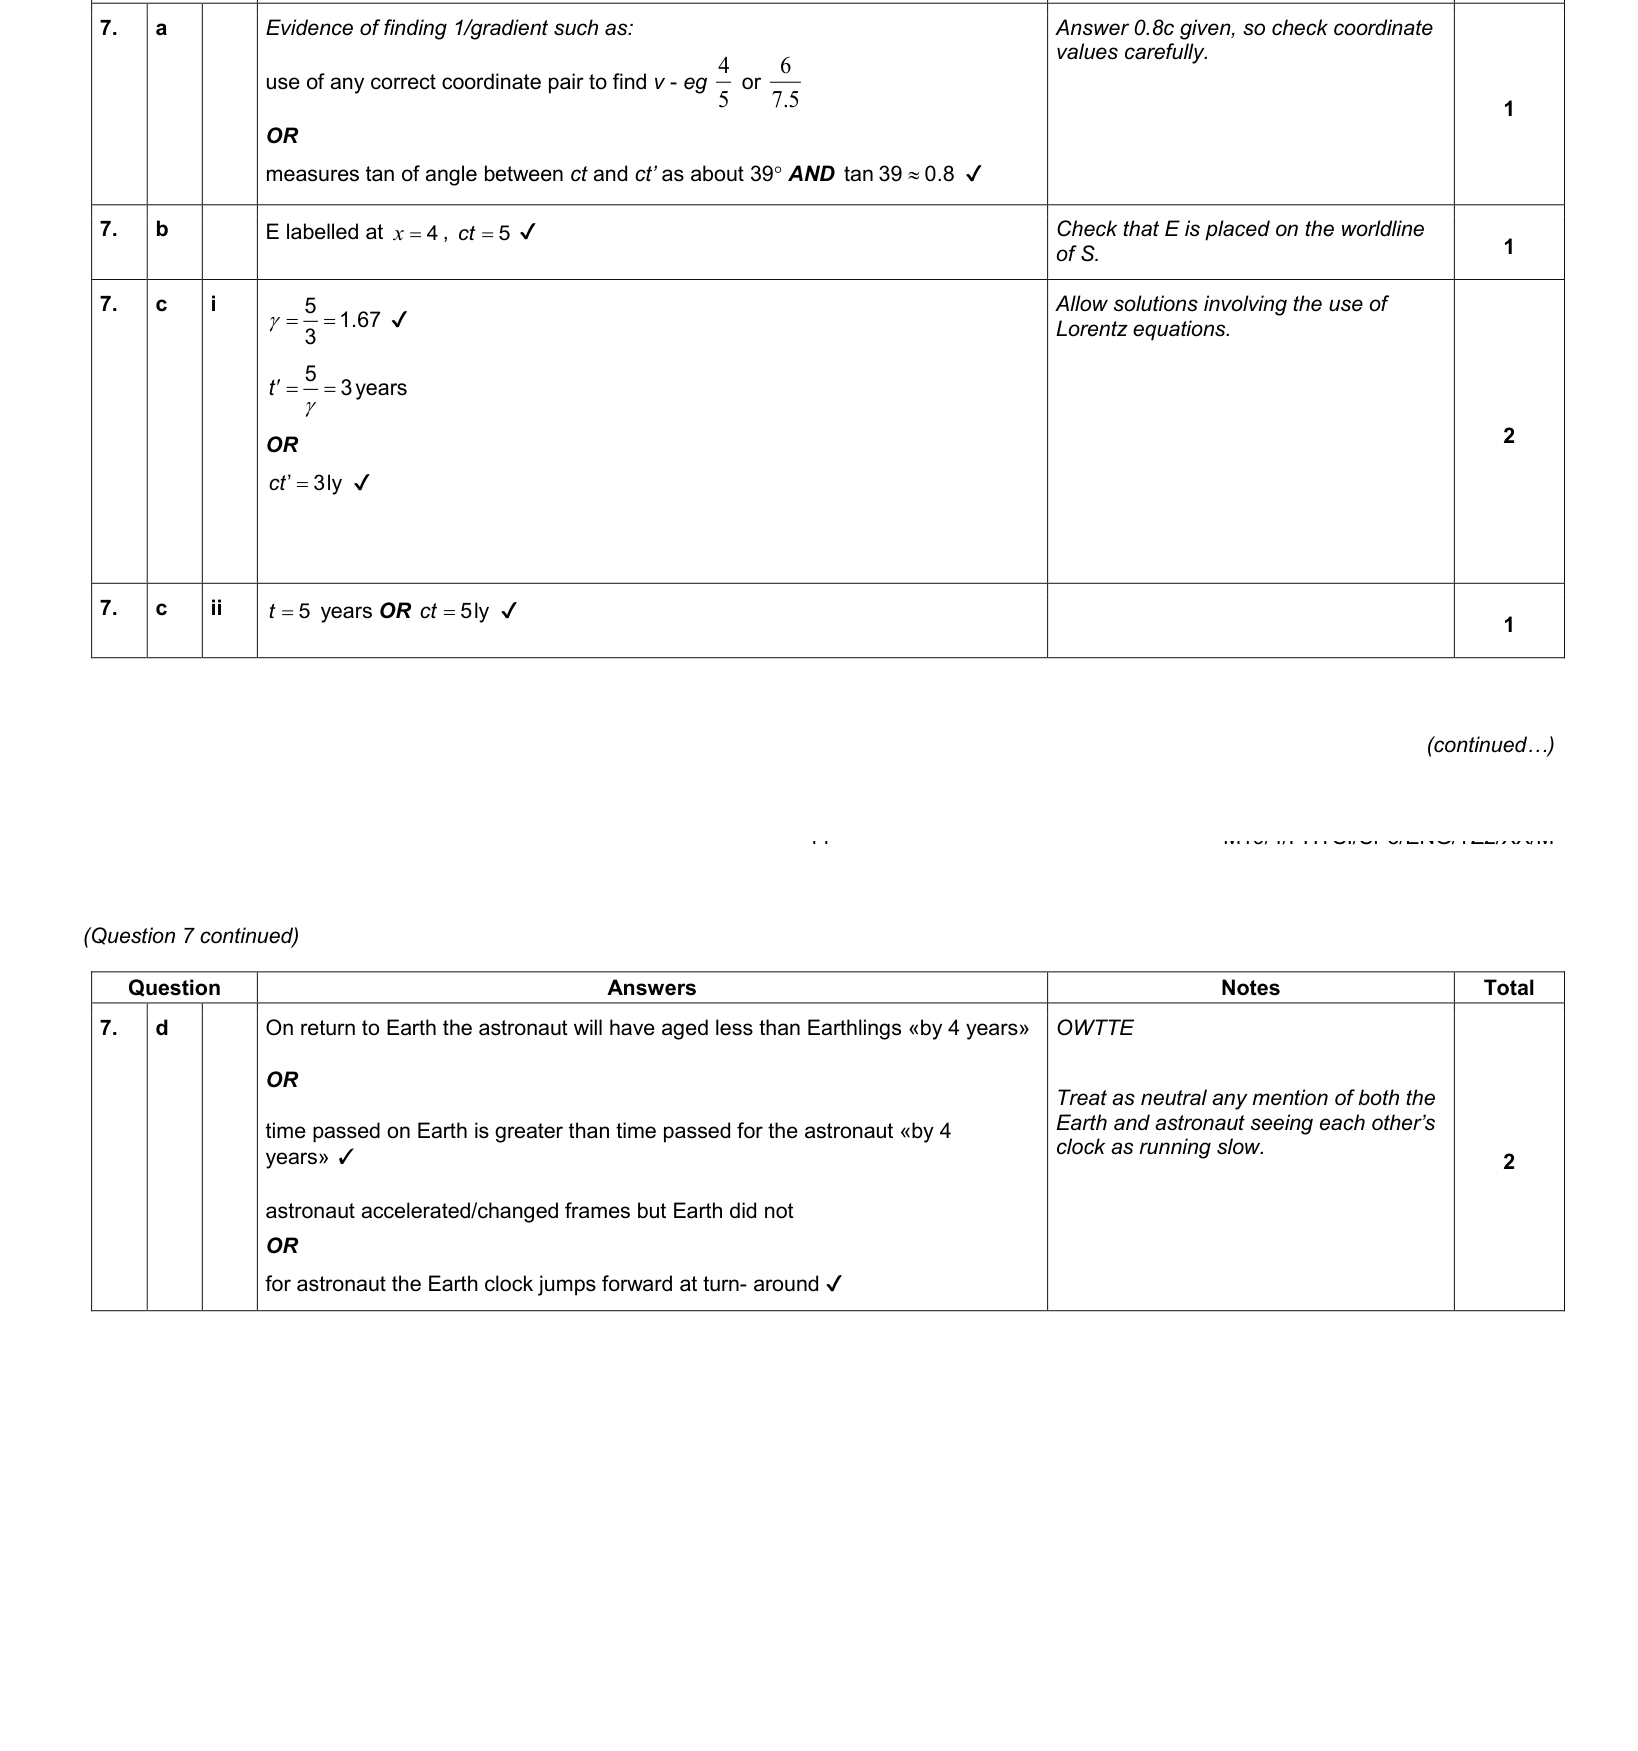 7. a Evidence of finding 1/gradient such as: Answer 0.8c given, so check coordinate
values carefully.
use of any correct coordinate pair to find v - eg 4/5 or 6/7.5
1
OR
measures tan of angle between ct and ct' as about 39° AND tan 39 ≈ 0.8 ✓
7. b E labelled at x = 4, ct = 5 ✓ Check that E is placed on the worldline
of S.
1
7. c i γ = 5/3 = 1.67 ✓ Allow solutions involving the use of
Lorentz equations.
t' = 5/γ = 3 years
OR
2
ct' = 3 ly ✓
7. c ii t = 5 years OR ct = 5 ly ✓
1
(continued…)
(Question 7 continued)
Question Answers Notes Total
7. d On return to Earth the astronaut will have aged less than Earthlings «by 4 years» OWTTE
OR
Treat as neutral any mention of both the
Earth and astronaut seeing each other's
clock as running slow.
time passed on Earth is greater than time passed for the astronaut «by 4
years» ✓
2
astronaut accelerated/changed frames but Earth did not
OR
for astronaut the Earth clock jumps forward at turn- around ✓